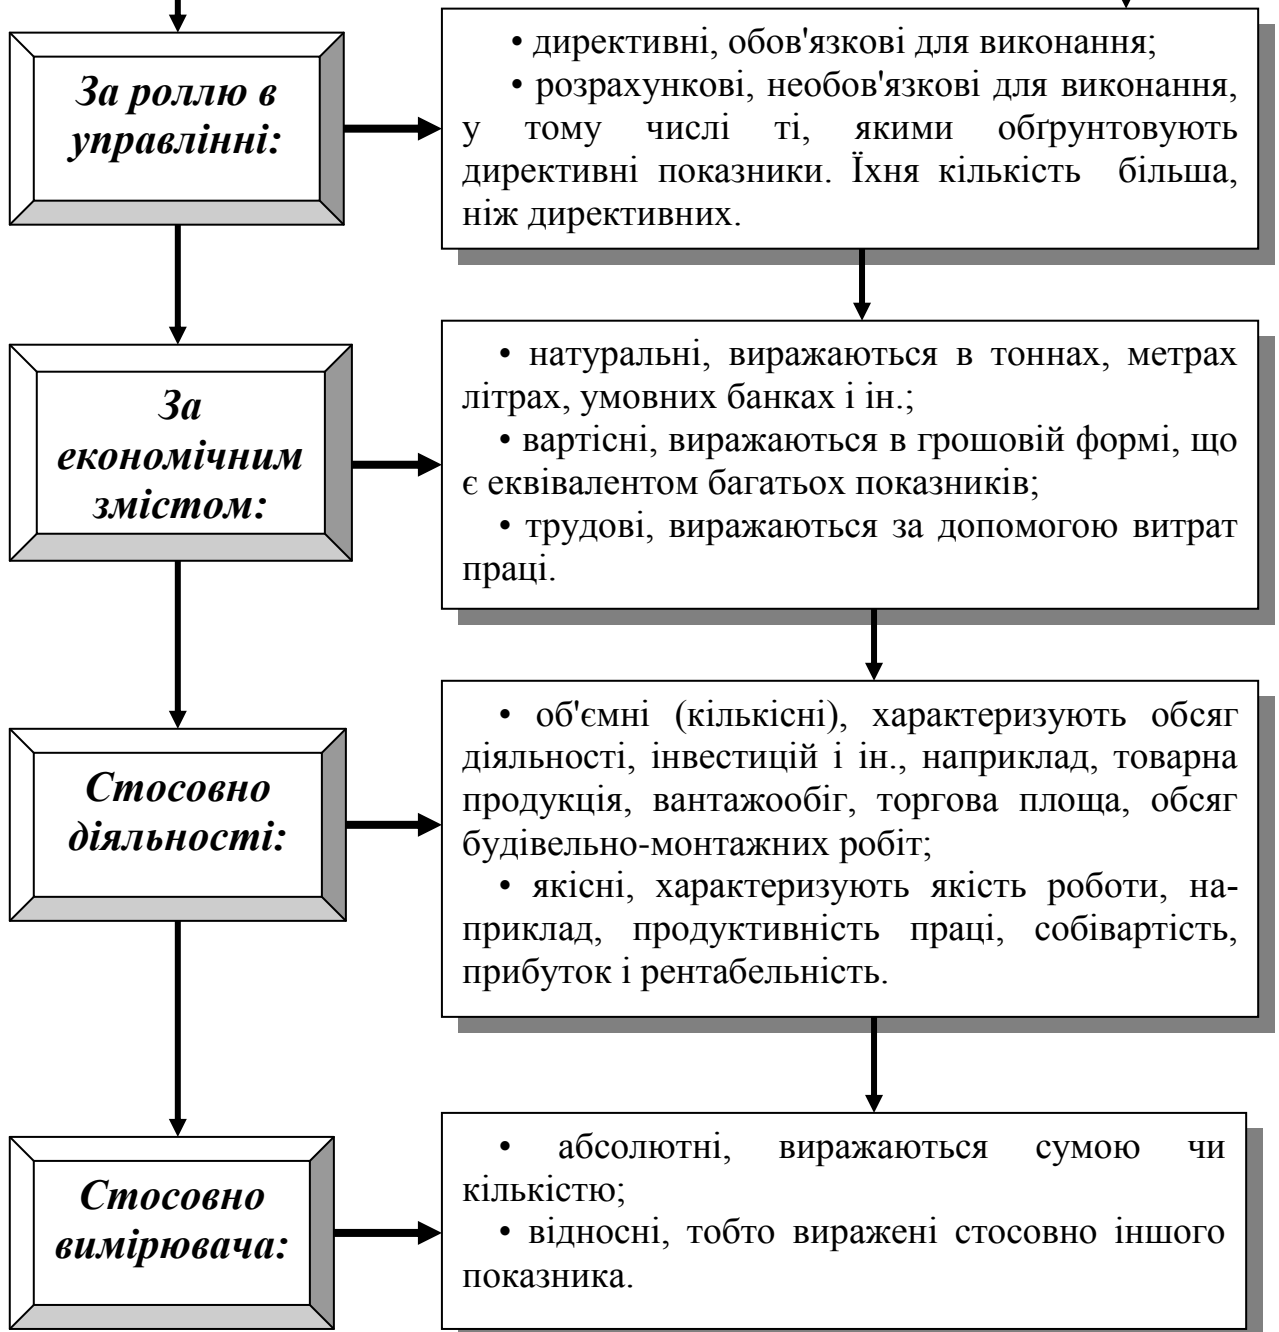 За роллю в
управлінні:
• директивні, обов'язкові для виконання;
• розрахункові, необов'язкові для виконання,
у тому числі ті, якими обґрунтовують
директивні показники. Їхня кількість більша,
ніж директивних.
За
економічним
змістом:
• натуральні, виражаються в тоннах, метрах
літрах, умовних банках і ін.;
• вартісні, виражаються в грошовій формі, що
є еквівалентом багатьох показників;
• трудові, виражаються за допомогою витрат
праці.
Стосовно
діяльності:
• об'ємні (кількісні), характеризують обсяг
діяльності, інвестицій і ін., наприклад, товарна
продукція, вантажообіг, торгова площа, обсяг
будівельно-монтажних робіт;
• якісні, характеризують якість роботи, на-
приклад, продуктивність праці, собівартість,
прибуток і рентабельність.
Стосовно
вимірювача:
• абсолютні, виражаються сумою чи
кількістю;
• відносні, тобто виражені стосовно іншого
показника.